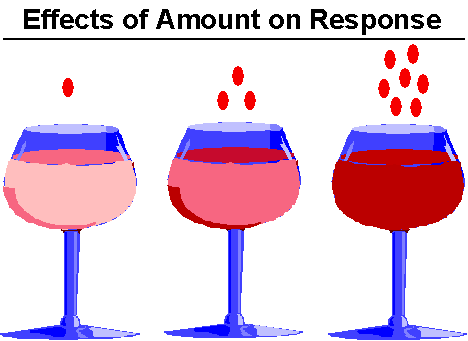 Effects of Amount on Response